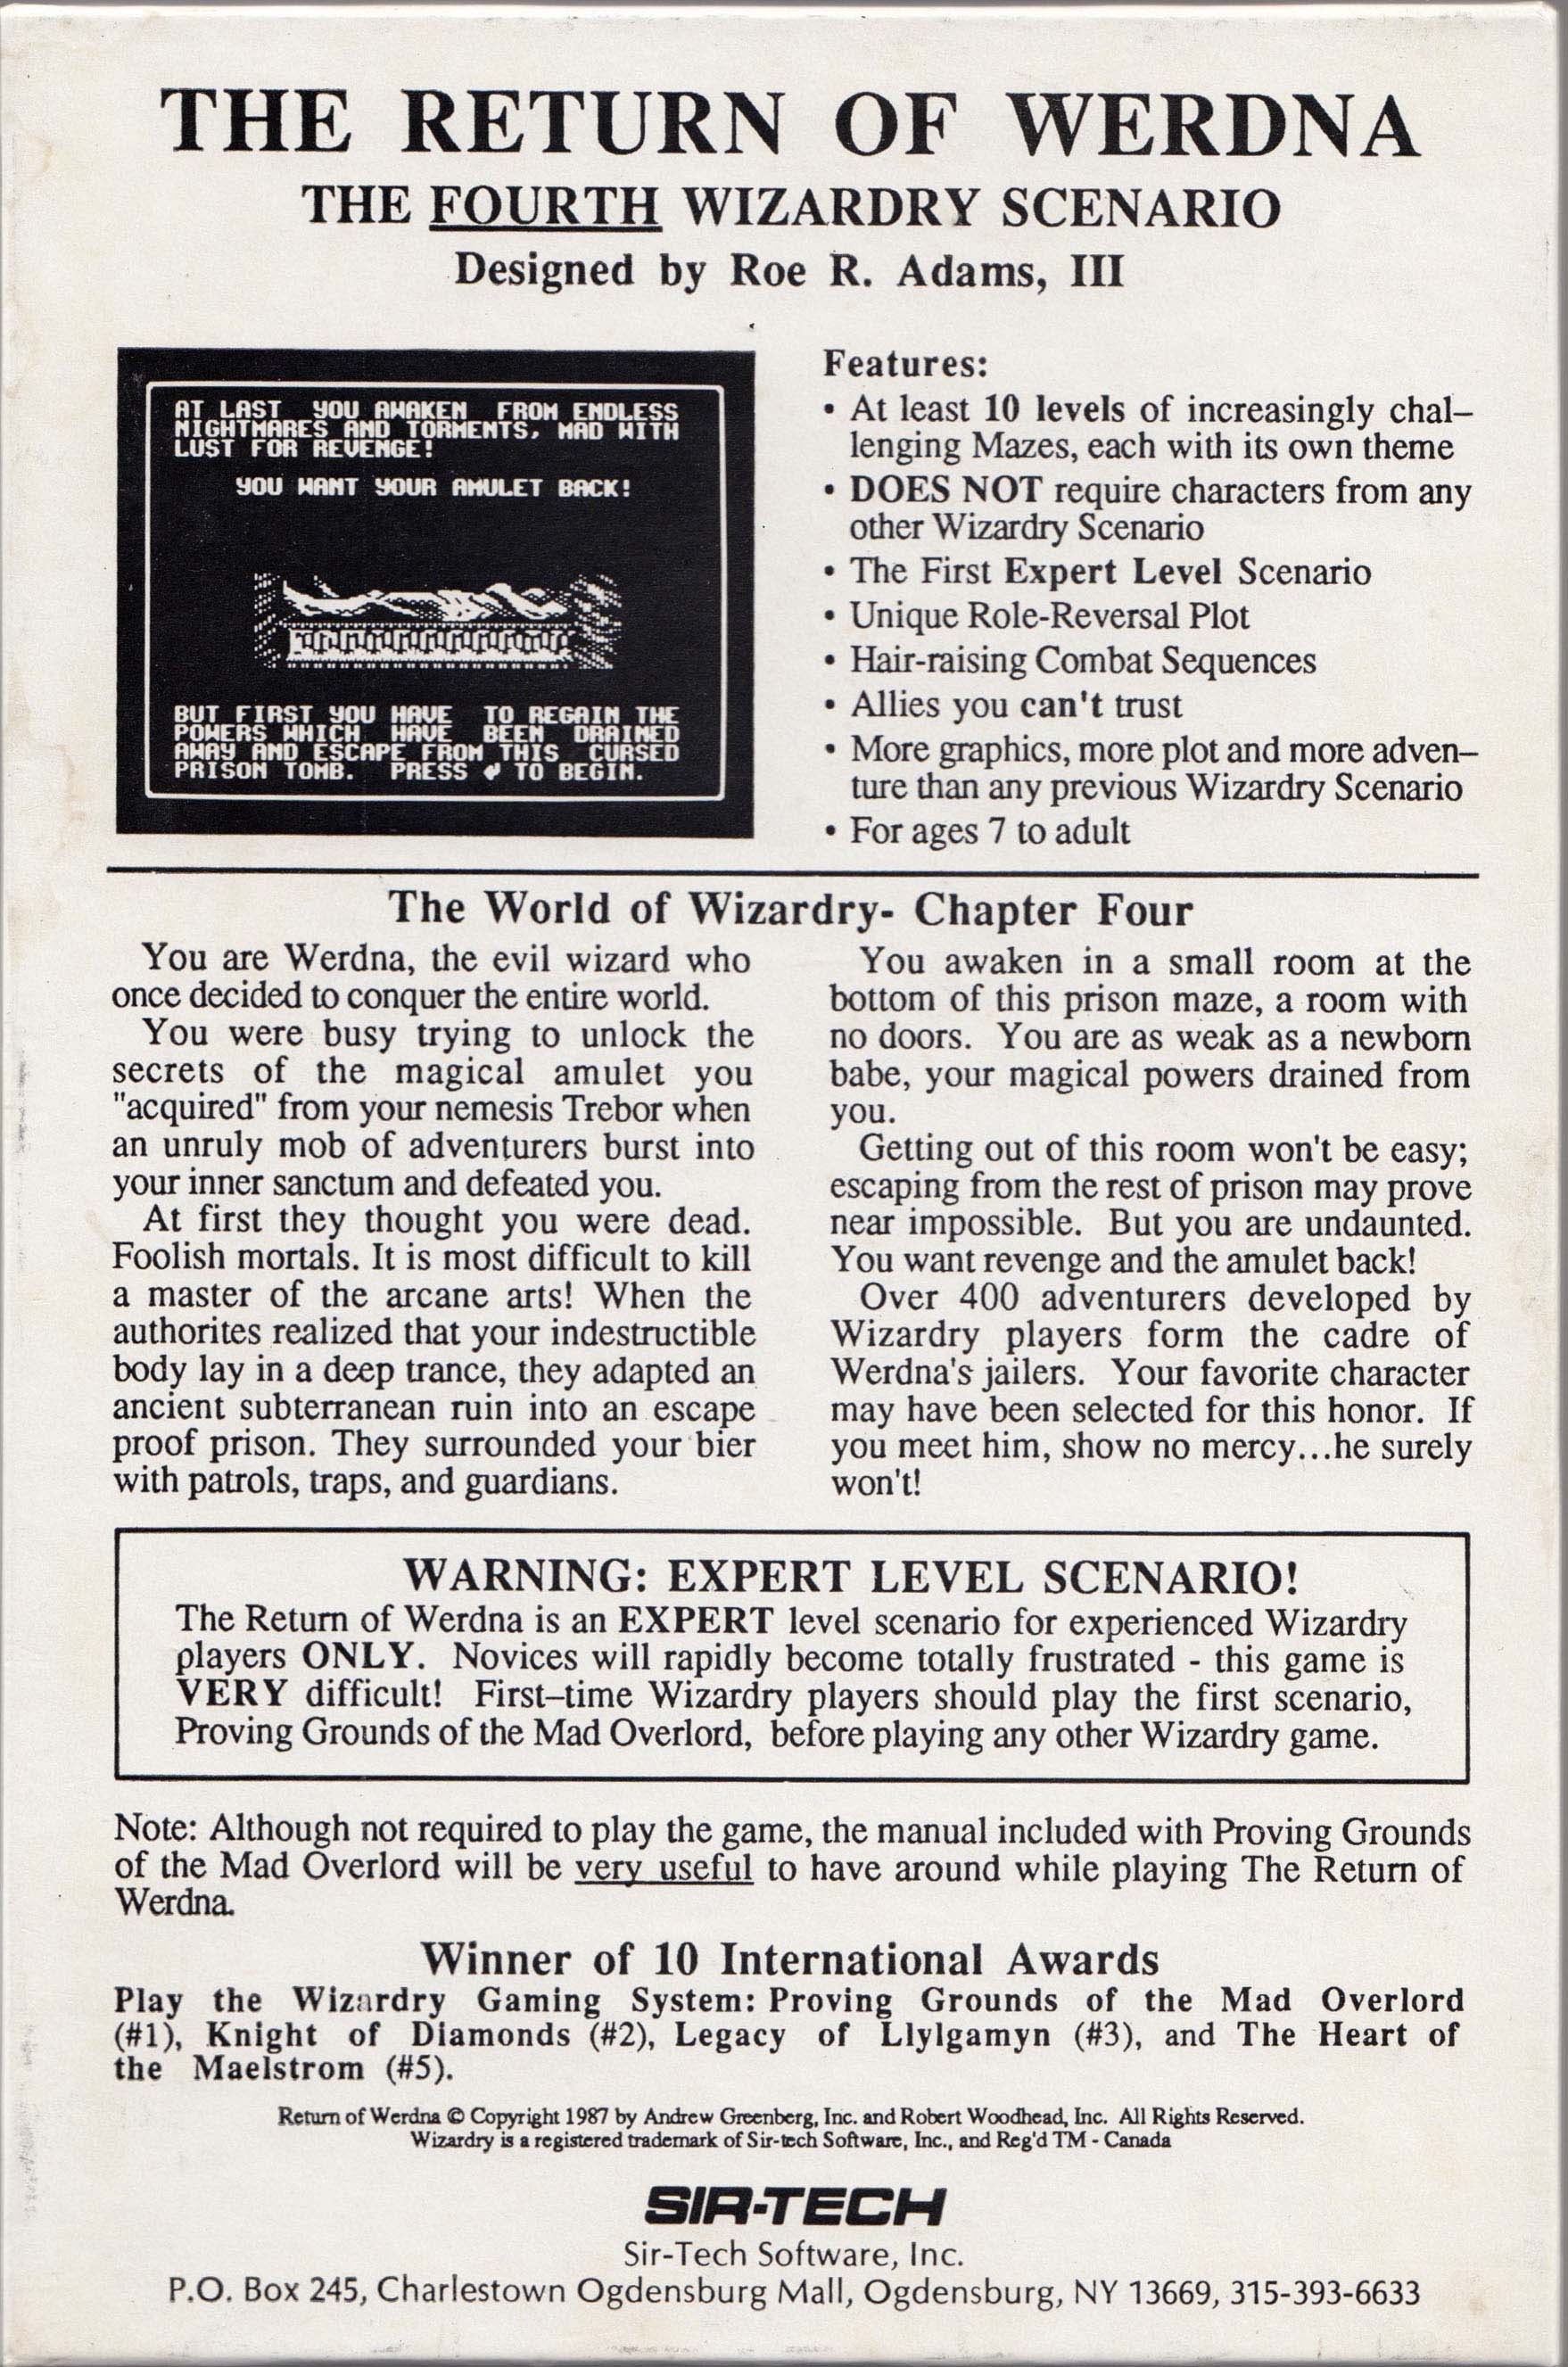 THE RETURN OF WERDNA
THE FOURTH WIZARDRY SCENARIO
Designed by Roe R. Adams, III
AT LAST YOU AWAKEN FROM ENDLESS
NIGHTMARES AND TORMENTS, MAD WITH
LUST FOR REVENGE!
YOU WANT YOUR AMULET BACK!
BUT FIRST YOU HAVE TO REGAIN THE
POWERS WHICH HAVE BEEN DRAINED
AWAY AND ESCAPE FROM THIS CURSED
PRISON TOMB. PRESS ↵ TO BEGIN.
Features:
• At least 10 levels of increasingly chal–
lenging Mazes, each with its own theme
• DOES NOT require characters from any
other Wizardry Scenario
• The First Expert Level Scenario
• Unique Role-Reversal Plot
• Hair-raising Combat Sequences
• Allies you can't trust
• More graphics, more plot and more adven–
ture than any previous Wizardry Scenario
• For ages 7 to adult
The World of Wizardry- Chapter Four
You are Werdna, the evil wizard who
once decided to conquer the entire world.
You were busy trying to unlock the
secrets of the magical amulet you
"acquired" from your nemesis Trebor when
an unruly mob of adventurers burst into
your inner sanctum and defeated you.
At first they thought you were dead.
Foolish mortals. It is most difficult to kill
a master of the arcane arts! When the
authorites realized that your indestructible
body lay in a deep trance, they adapted an
ancient subterranean ruin into an escape
proof prison. They surrounded your bier
with patrols, traps, and guardians.
You awaken in a small room at the
bottom of this prison maze, a room with
no doors. You are as weak as a newborn
babe, your magical powers drained from
you.
Getting out of this room won't be easy;
escaping from the rest of prison may prove
near impossible. But you are undaunted.
You want revenge and the amulet back!
Over 400 adventurers developed by
Wizardry players form the cadre of
Werdna's jailers. Your favorite character
may have been selected for this honor. If
you meet him, show no mercy...he surely
won't!
WARNING: EXPERT LEVEL SCENARIO!
The Return of Werdna is an EXPERT level scenario for experienced Wizardry
players ONLY. Novices will rapidly become totally frustrated - this game is
VERY difficult! First–time Wizardry players should play the first scenario,
Proving Grounds of the Mad Overlord, before playing any other Wizardry game.
Note: Although not required to play the game, the manual included with Proving Grounds
of the Mad Overlord will be very useful to have around while playing The Return of
Werdna.
Winner of 10 International Awards
Play the Wizardry Gaming System: Proving Grounds of the Mad Overlord
(#1), Knight of Diamonds (#2), Legacy of Llylgamyn (#3), and The Heart of
the Maelstrom (#5).
Return of Werdna © Copyright 1987 by Andrew Greenberg, Inc. and Robert Woodhead, Inc. All Rights Reserved.
Wizardry is a registered trademark of Sir-tech Software, Inc., and Reg'd TM - Canada
SIR-TECH
Sir-Tech Software, Inc.
P.O. Box 245, Charlestown Ogdensburg Mall, Ogdensburg, NY 13669, 315-393-6633